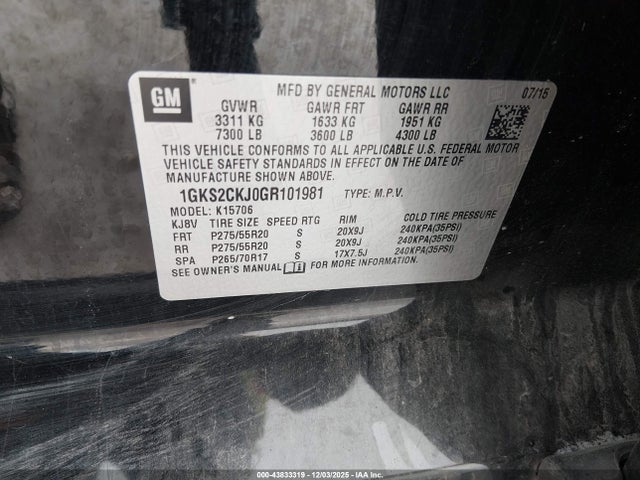 GM
MFD BY GENERAL MOTORS LLC 07/15
GVWR GAWR FRT GAWR RR
3311 KG 1633 KG 1951 KG
7300 LB 3600 LB 4300 LB
THIS VEHICLE CONFORMS TO ALL APPLICABLE U.S. FEDERAL MOTOR
VEHICLE SAFETY STANDARDS IN EFFECT ON THE DATE OF
MANUFACTURE SHOWN ABOVE.
1GKS2CKJ0GR101981 TYPE: M.P.V.
MODEL: K15706
KJ8V TIRE SIZE SPEED RTG RIM COLD TIRE PRESSURE
FRT P275/55R20 S 20X9J 240KPA(35PSI)
RR P275/55R20 S 20X9J 240KPA(35PSI)
SPA P265/70R17 S 17X7.5J 240KPA(35PSI)
SEE OWNER'S MANUAL FOR MORE INFORMATION.
000-43833319 | 12/03/2025 - Copyright IAA, LLC